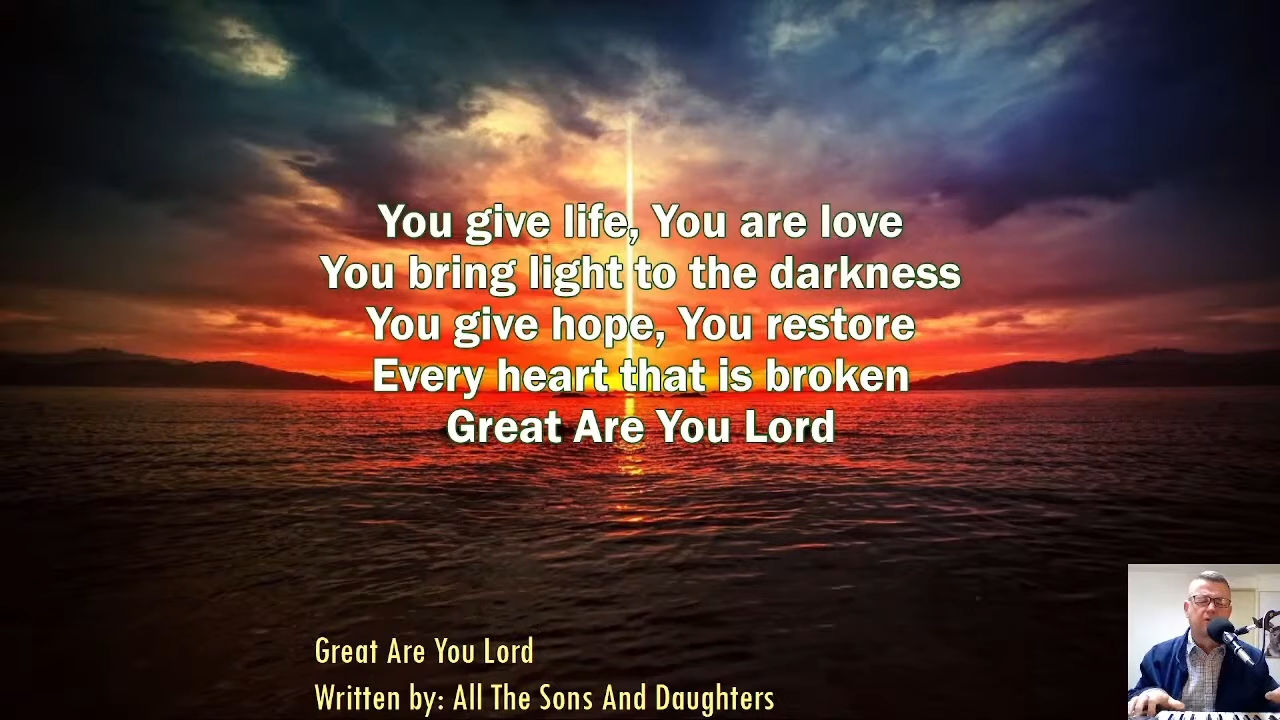 You give life, You are love
You bring light to the darkness
You give hope, You restore
Every heart that is broken
Great Are You Lord
Great Are You Lord
Written by: All The Sons And Daughters